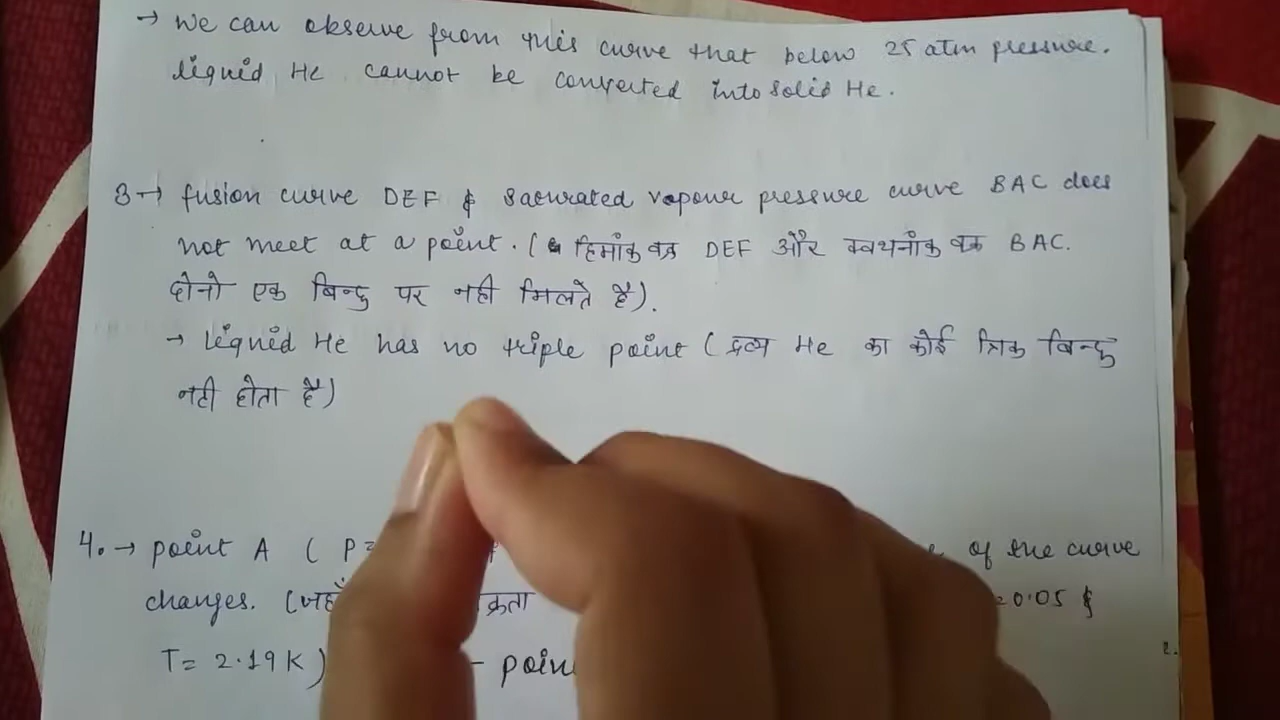 → we can observe from this curve that below 25 atm pressure.
liquid He cannot be converted into solid He.
3 → fusion curve DEF & saturated vapour pressure curve BAC does
not meet at a point. ( हिमांक वक्र DEF और क्वथनांक वक्र BAC.
दोनो एक बिन्दु पर नही मिलते है).
→ liquid He has no triple point ( द्रव्य He का कोई त्रिक बिन्दु
नही होता है)
4. → point A ( P= of the curve
changes. ( =0.05 &
T= 2.19K) - poin
2.